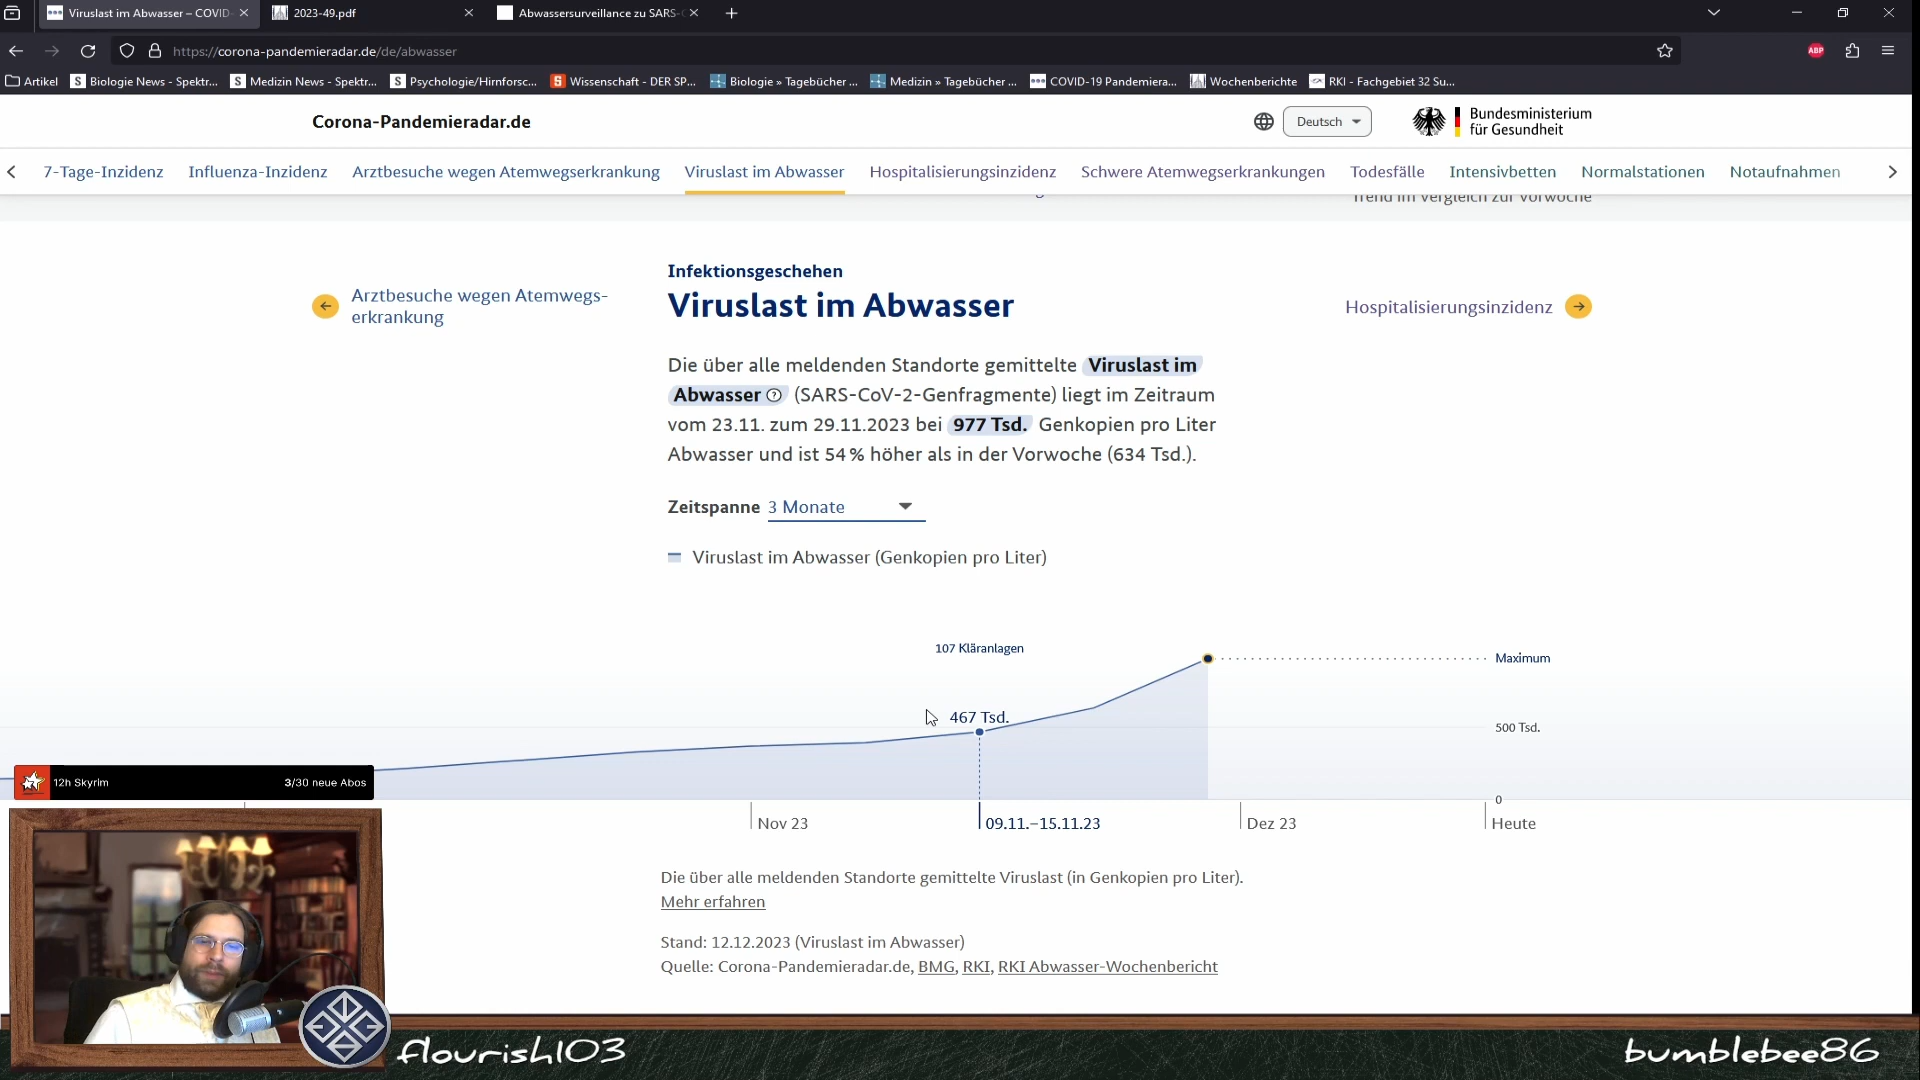 Viruslast im Abwasser – COVID-
2023-49.pdf
Abwassersurveillance zu SARS-
https://corona-pandemieradar.de/de/abwasser
ABP
Artikel
Biologie News - Spektr...
Medizin News - Spektr...
Psychologie/Hirnforsc...
Wissenschaft - DER SP...
Biologie » Tagebücher ...
Medizin » Tagebücher ...
COVID-19 Pandemiera...
Wochenberichte
RKI - Fachgebiet 32 Su...
Corona-Pandemieradar.de
Deutsch
Bundesministerium
für Gesundheit
7-Tage-Inzidenz
Influenza-Inzidenz
Arztbesuche wegen Atemwegserkrankung
Viruslast im Abwasser
Hospitalisierungsinzidenz
Schwere Atemwegserkrankungen
Todesfälle
Intensivbetten
Normalstationen
Notaufnahmen
Trend im Vergleich zur Vorwoche
Arztbesuche wegen Atemwegs-
erkrankung
Infektionsgeschehen
Viruslast im Abwasser
Hospitalisierungsinzidenz
Die über alle meldenden Standorte gemittelte Viruslast im
Abwasser (SARS-CoV-2-Genfragmente) liegt im Zeitraum
vom 23.11. zum 29.11.2023 bei 977 Tsd. Genkopien pro Liter
Abwasser und ist 54 % höher als in der Vorwoche (634 Tsd.).
Zeitspanne 3 Monate
Viruslast im Abwasser (Genkopien pro Liter)
107 Kläranlagen
Maximum
467 Tsd.
500 Tsd.
0
Nov 23
09.11.–15.11.23
Dez 23
Heute
12h Skyrim
3/30 neue Abos
Die über alle meldenden Standorte gemittelte Viruslast (in Genkopien pro Liter).
Mehr erfahren
Stand: 12.12.2023 (Viruslast im Abwasser)
Quelle: Corona-Pandemieradar.de, BMG, RKI, RKI Abwasser-Wochenbericht
flourish103
bumblebee86